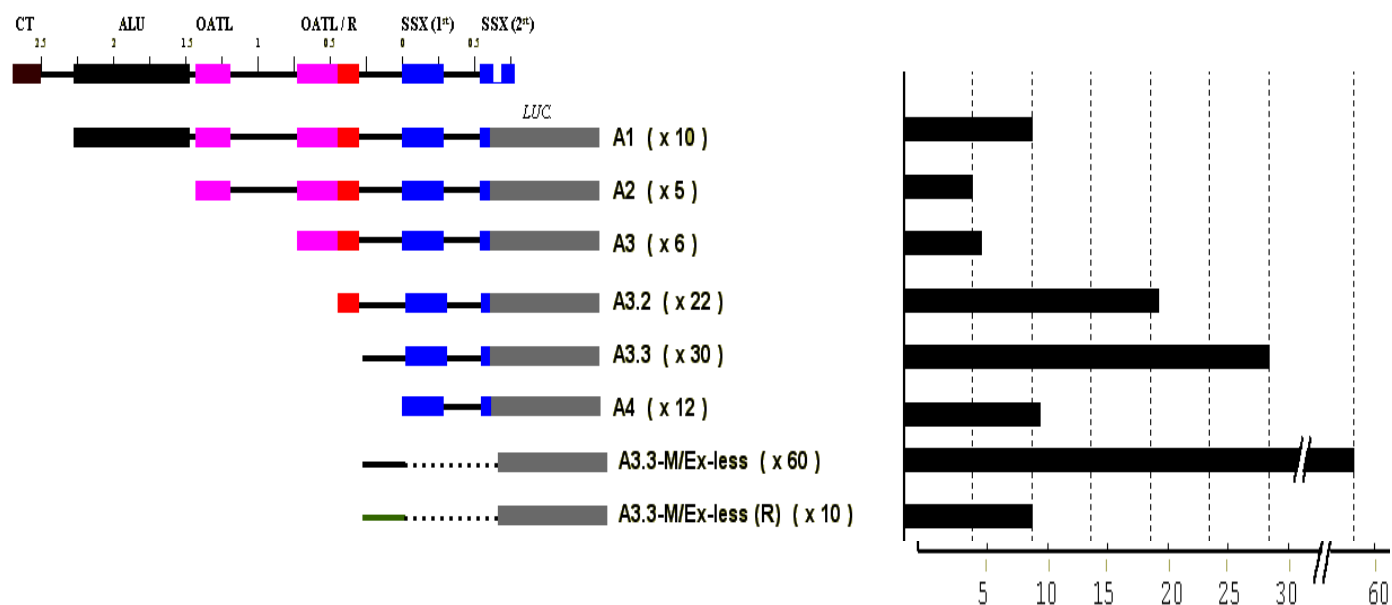 CT ALU OATL OATL / R SSX (1st) SSX (2st)
2.5 2 1.5 1 0.5 0 0.5
LUC.
A1 ( x 10 )
A2 ( x 5 )
A3 ( x 6 )
A3.2 ( x 22 )
A3.3 ( x 30 )
A4 ( x 12 )
A3.3-M/Ex-less ( x 60 )
A3.3-M/Ex-less (R) ( x 10 )
5 10 15 20 25 30 60